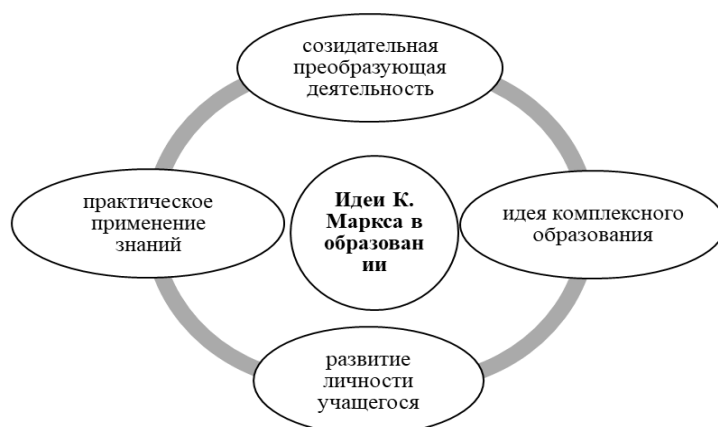 созидательная
преобразующая
деятельность
практическое
применение
знаний
Идеи К.
Маркса в
образован
ии
идея комплексного
образования
развитие
личности
учащегося